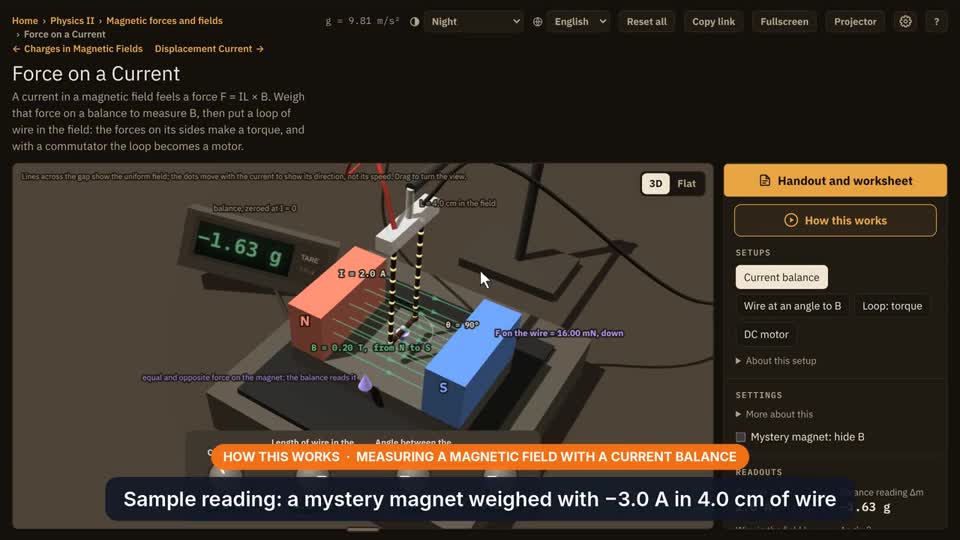 Home › Physics II › Magnetic forces and fields
› Force on a Current
← Charges in Magnetic Fields Displacement Current →
g = 9.81 m/s²
Night
English
Reset all
Copy link
Fullscreen
Projector
?
Force on a Current
A current in a magnetic field feels a force F = IL × B. Weigh
that force on a balance to measure B, then put a loop of
wire in the field: the forces on its sides make a torque, and
with a commutator the loop becomes a motor.
Lines across the gap show the uniform field; the dots move with the current to show its direction, not its speed. Drag to turn the view.
3D Flat
balance, zeroed at I = 0
L = 4.0 cm in the field
−1.63 g
TARE
I = 2.0 A
N
θ = 90°
F on the wire = 16.00 mN, down
B = 0.20 T, from N to S
equal and opposite force on the magnet: the balance reads it
S
Length of wire in the
Angle between the
Handout and worksheet
How this works
SETUPS
Current balance
Wire at an angle to B
Loop: torque
DC motor
About this setup
SETTINGS
More about this
Mystery magnet: hide B
READOUTS
HOW THIS WORKS · MEASURING A MAGNETIC FIELD WITH A CURRENT BALANCE
Sample reading: a mystery magnet weighed with −3.0 A in 4.0 cm of wire